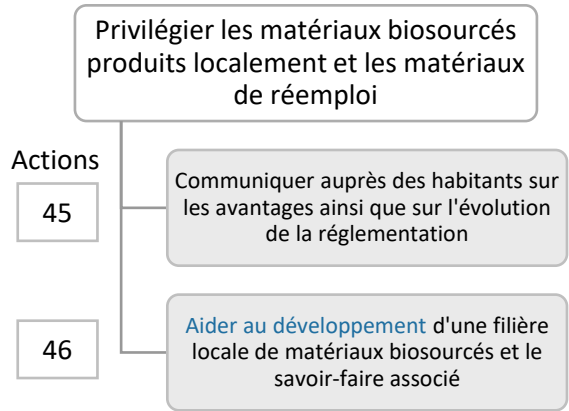 Privilégier les matériaux biosourcés
produits localement et les matériaux
de réemploi
Actions
45
Communiquer auprès des habitants sur
les avantages ainsi que sur l'évolution
de la réglementation
46
Aider au développement d'une filière
locale de matériaux biosourcés et le
savoir-faire associé